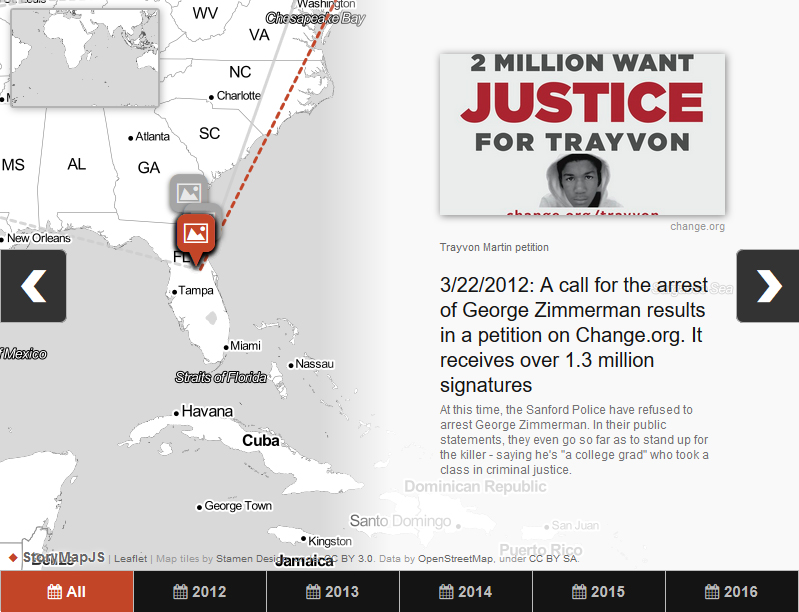 Washington
Chesapeake Bay
WV
VA
NC
Charlotte
Atlanta
SC
MS
AL
GA
New Orleans
FL
Tampa
Miami
Nassau
Straits of Florida
of Mexico
Havana
Cuba
George Town
Kingston
Jamaica
Dominican Republic
Santo Domingo
San Juan
Puerto Rico
2 MILLION WANT
JUSTICE
FOR TRAYVON
change.org/trayvon
change.org
Trayvon Martin petition
3/22/2012: A call for the arrest
of George Zimmerman results
in a petition on Change.org. It
receives over 1.3 million
signatures
At this time, the Sanford Police have refused to
arrest George Zimmerman. In their public
statements, they even go so far as to stand up for
the killer - saying he's "a college grad" who took a
class in criminal justice.
StoryMapJS | Leaflet | Map tiles by Stamen Design, under CC BY 3.0. Data by OpenStreetMap, under CC BY SA.
All
2012
2013
2014
2015
2016